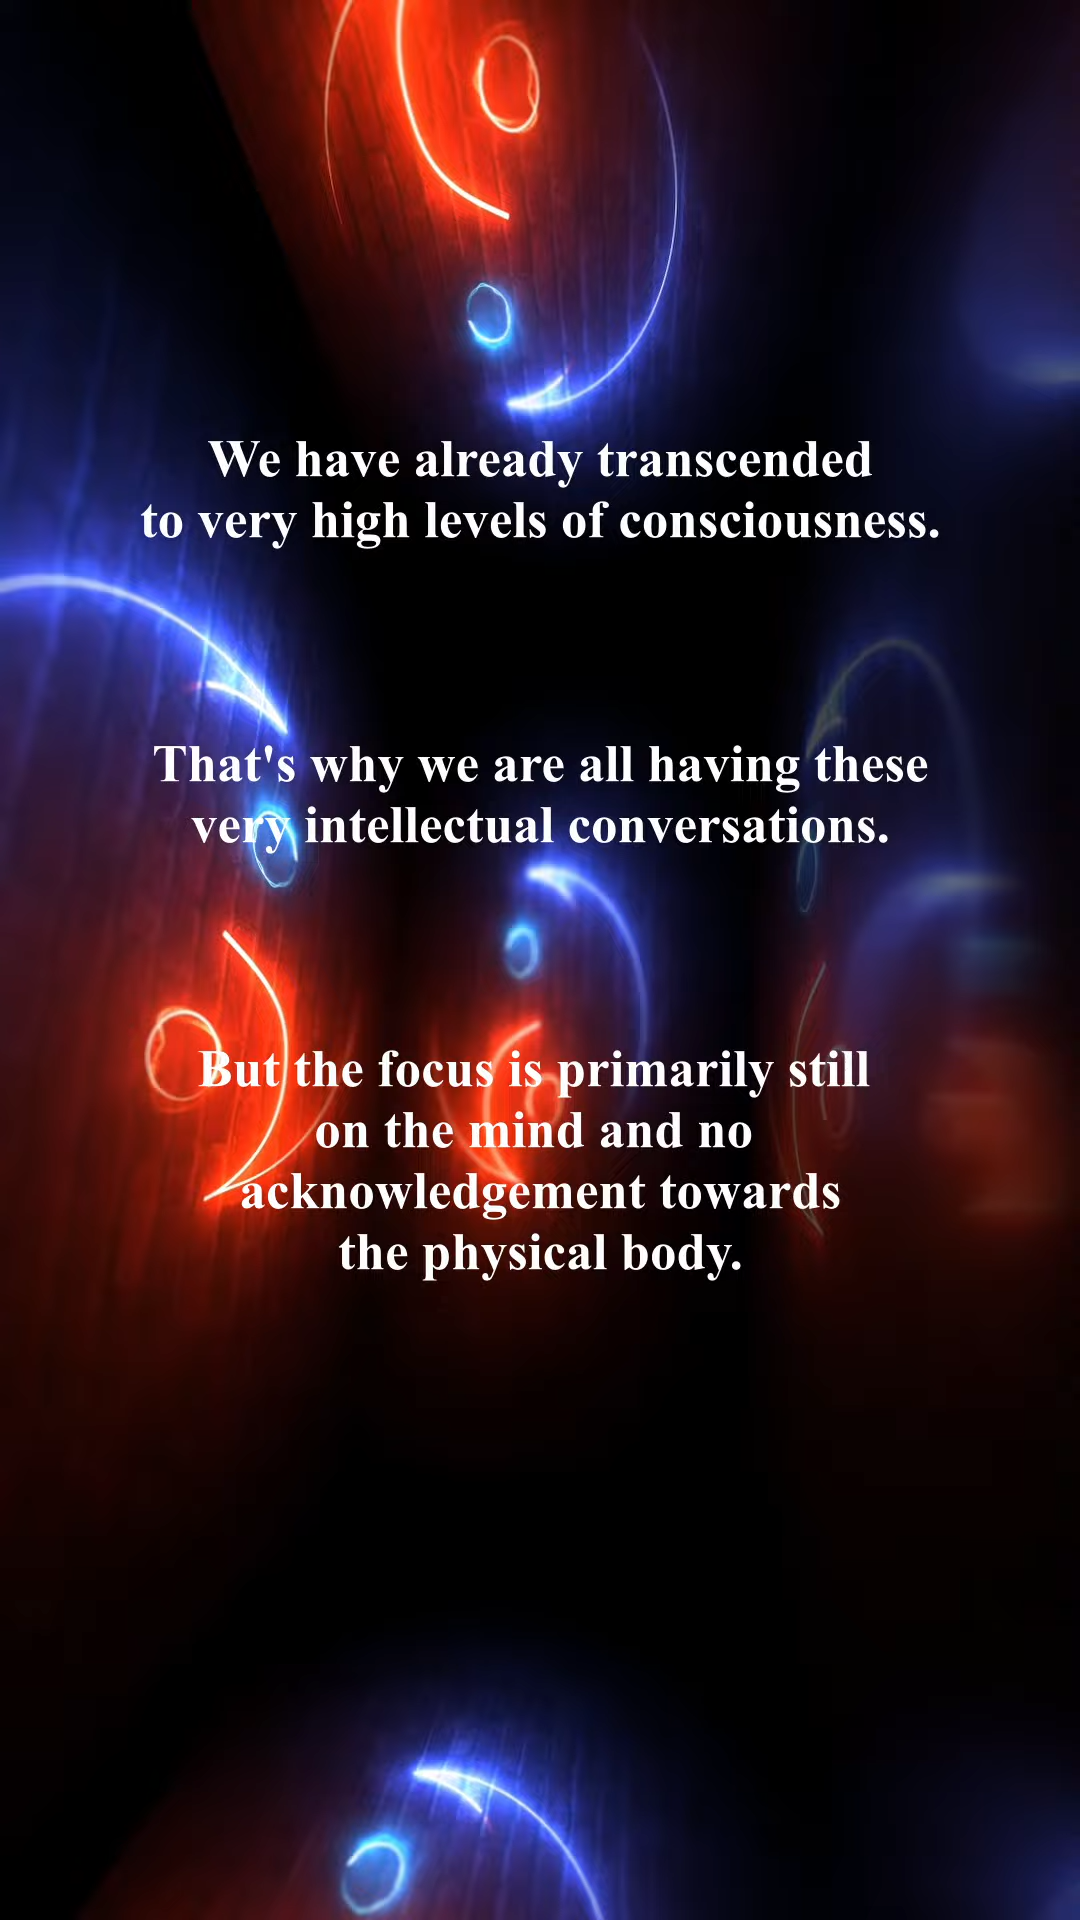 We have already transcended
to very high levels of consciousness.
That's why we are all having these
very intellectual conversations.
But the focus is primarily still
on the mind and no
acknowledgement towards
the physical body.